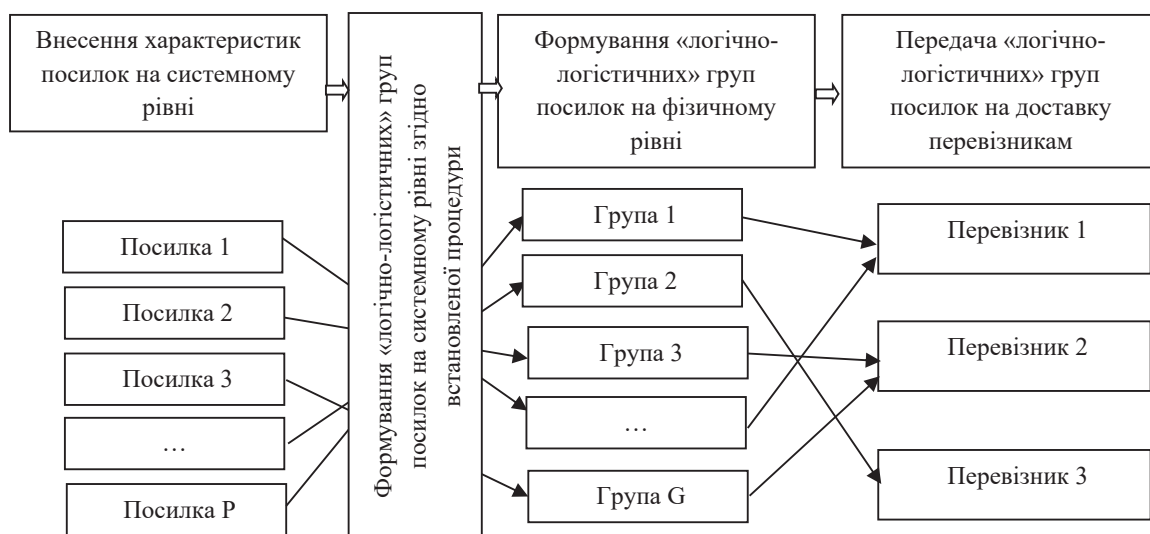 Внесення характеристик
посилок на системному
рівні
Формування «логічно-логістичних» груп
посилок на системному рівні згідно
встановленої процедури
Формування «логічно-
логістичних» груп
посилок на фізичному
рівні
Передача «логічно-
логістичних» груп
посилок на доставку
перевізникам
Посилка 1
Посилка 2
Посилка 3
…
Посилка P
Група 1
Група 2
Група 3
…
Група G
Перевізник 1
Перевізник 2
Перевізник 3